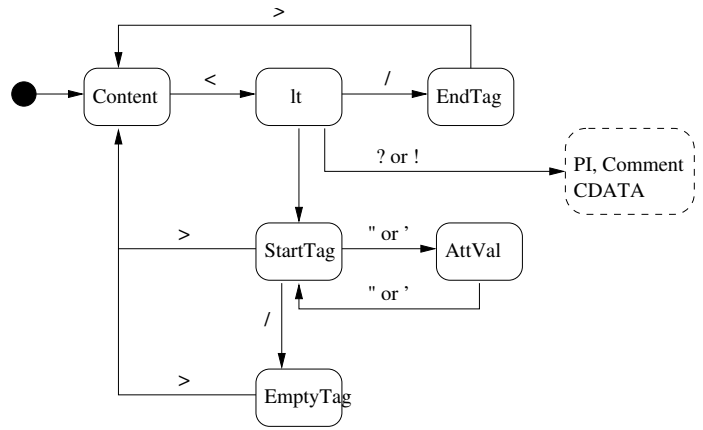 >
<
/
Content
lt
EndTag
? or !
PI, Comment
CDATA
>
" or ’
StartTag
AttVal
" or ’
/
>
EmptyTag